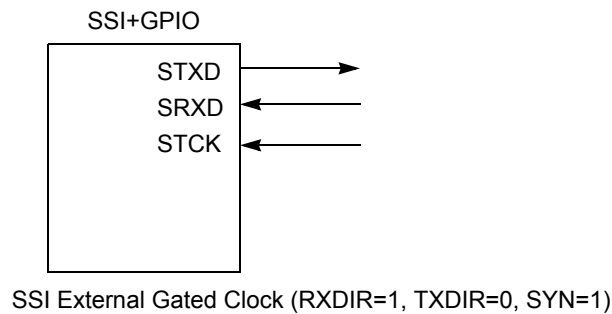 SSI+GPIO
STXD
SRXD
STCK
SSI External Gated Clock (RXDIR=1, TXDIR=0, SYN=1)